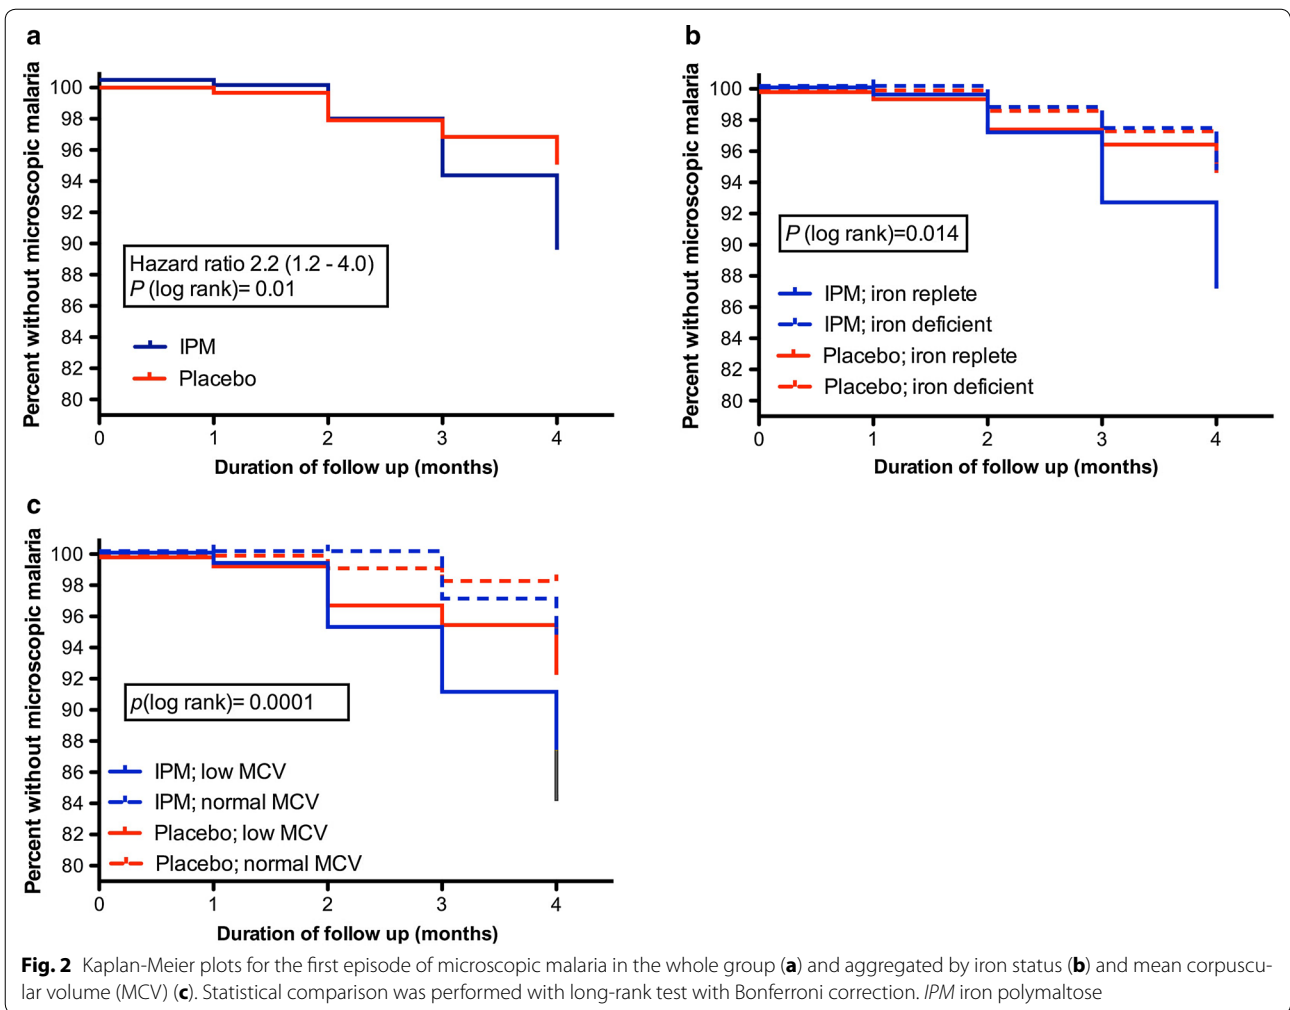 a
Percent without microscopic malaria
100
98
96
94
92
90
88
86
84
82
80
Hazard ratio 2.2 (1.2 - 4.0)
P (log rank)= 0.01
IPM
Placebo
0 1 2 3 4
Duration of follow up (months)
b
Percent without microscopic malaria
100
98
96
94
92
90
88
86
84
82
80
P (log rank)=0.014
IPM; iron replete
IPM; iron deficient
Placebo; iron replete
Placebo; iron deficient
0 1 2 3 4
Duration of follow up (months)
c
Percent without microscopic malaria
100
98
96
94
92
90
88
86
84
82
80
p(log rank)= 0.0001
IPM; low MCV
IPM; normal MCV
Placebo; low MCV
Placebo; normal MCV
0 1 2 3 4
Duration of follow up (months)
Fig. 2 Kaplan-Meier plots for the first episode of microscopic malaria in the whole group (a) and aggregated by iron status (b) and mean corpuscu-
lar volume (MCV) (c). Statistical comparison was performed with long-rank test with Bonferroni correction. IPM iron polymaltose